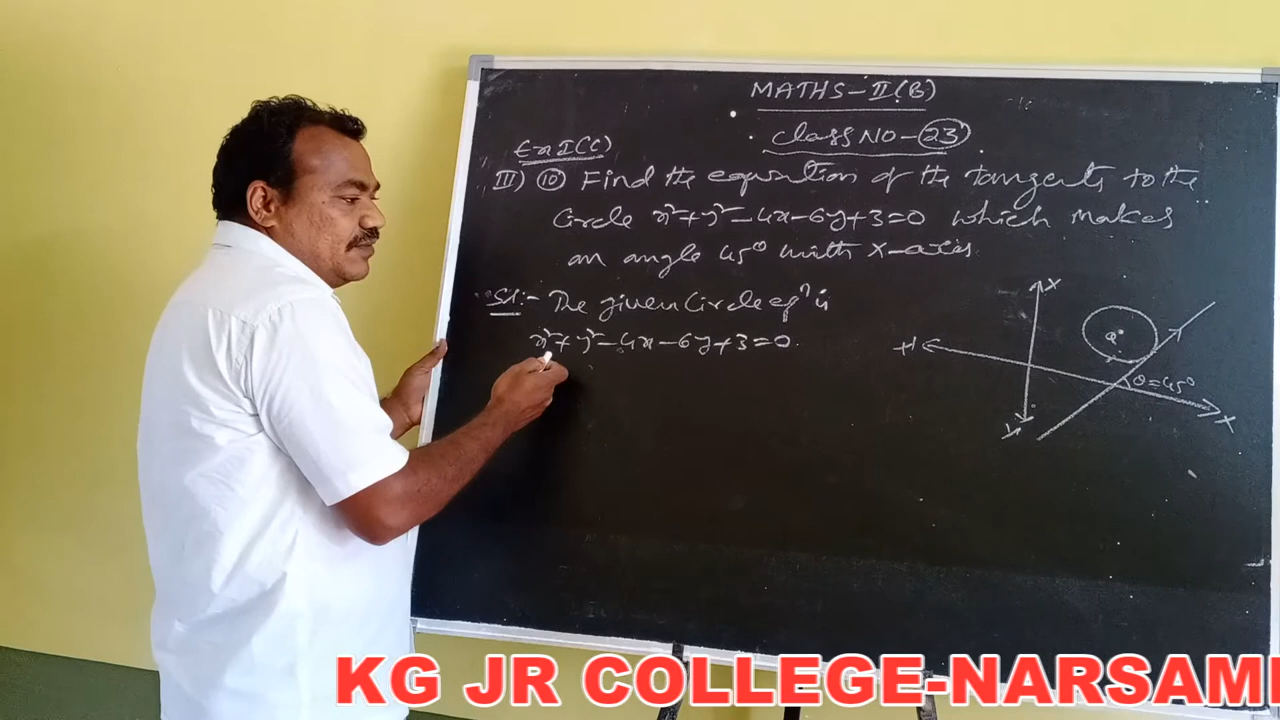 MATHS-II(B)
Class NO-23
Ex 1(C)
III) 10 Find the equation of the tangents to the
Circle x²+y²-4x-6y+3=0 which makes
an angle 45° with X-axis.
Sol:- The given Circle eqⁿ is
x²+y²-4x-6y+3=0.
θ=45°
X
KG JR COLLEGE-NARSAM